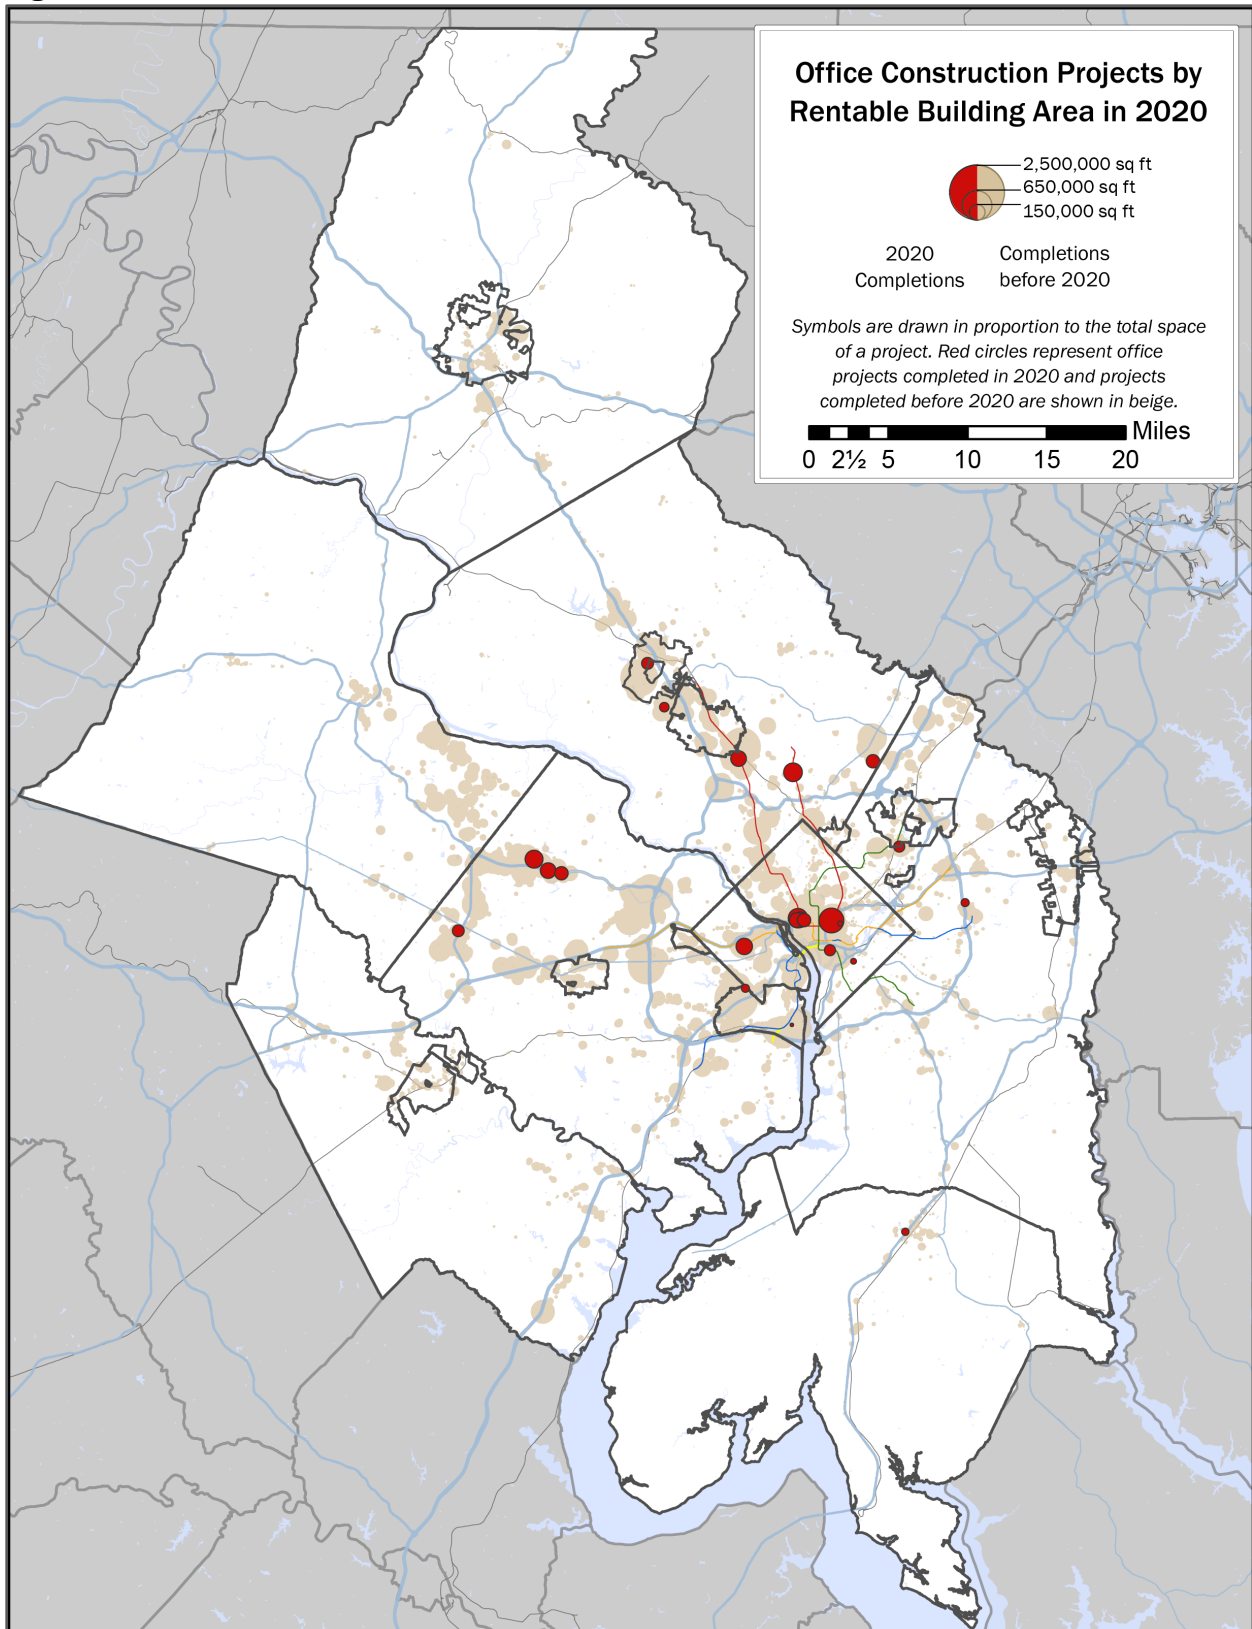 Office Construction Projects by
Rentable Building Area in 2020
2,500,000 sq ft
650,000 sq ft
150,000 sq ft
2020
Completions
Completions
before 2020
Symbols are drawn in proportion to the total space
of a project. Red circles represent office
projects completed in 2020 and projects
completed before 2020 are shown in beige.
Miles
0 2½ 5 10 15 20